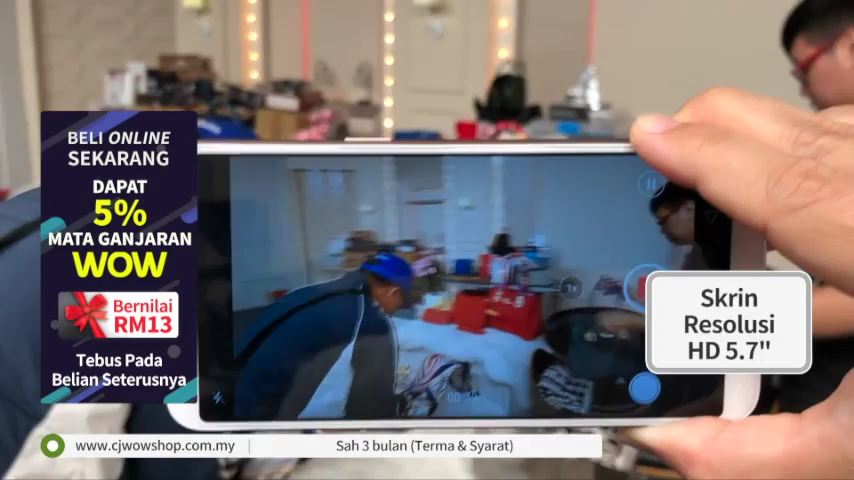 BELI ONLINE
SEKARANG
DAPAT
5%
MATA GANJARAN
WOW
Bernilai
RM13
Tebus Pada
Belian Seterusnya
1x
Skrin
Resolusi
HD 5.7"
www.cjwowshop.com.my
Sah 3 bulan (Terma & Syarat)